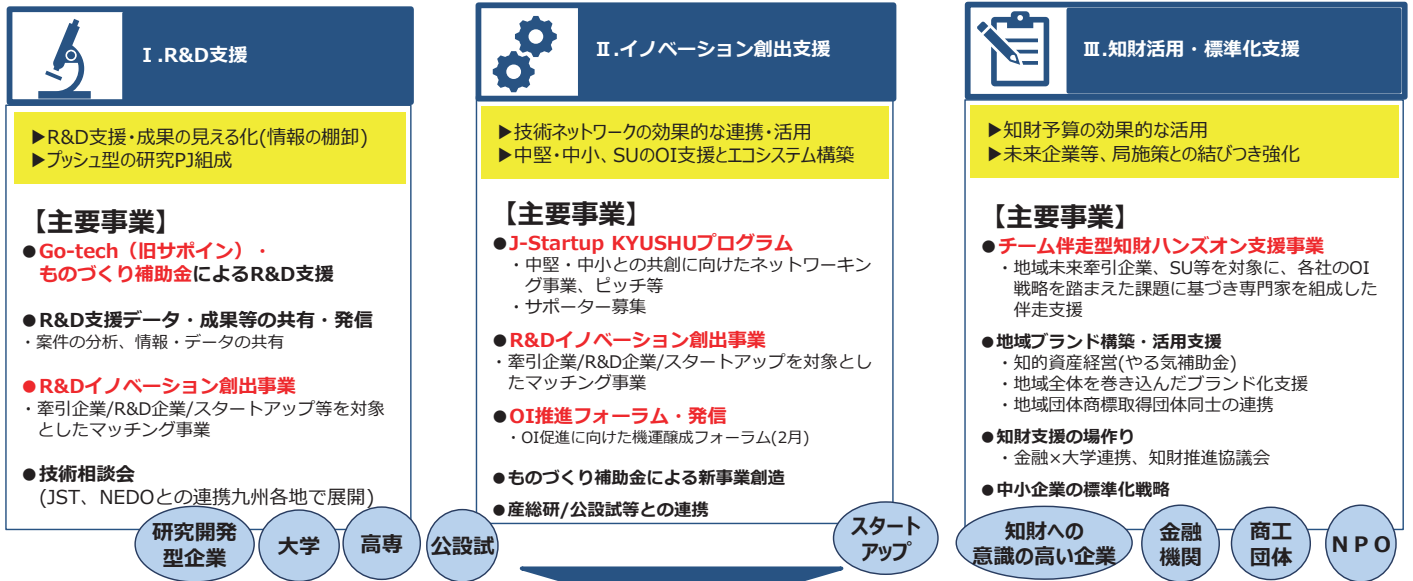 Ⅰ.R&D支援
▶R&D支援・成果の見える化(情報の棚卸)
▶プッシュ型の研究PJ組成
【主要事業】
●Go-tech（旧サポイン）・
ものづくり補助金によるR&D支援
●R&D支援データ・成果等の共有・発信
・案件の分析、情報・データの共有
●R&Dイノベーション創出事業
・牽引企業/R&D企業/スタートアップ等を対象
としたマッチング事業
●技術相談会
(JST、NEDOとの連携九州各地で展開)
Ⅱ.イノベーション創出支援
▶技術ネットワークの効果的な連携・活用
▶中堅・中小、SUのOI支援とエコシステム構築
【主要事業】
●J-Startup KYUSHUプログラム
・中堅・中小との共創に向けたネットワーキン
グ事業、ピッチ等
・サポーター募集
●R&Dイノベーション創出事業
・牽引企業/R&D企業/スタートアップを対象とし
たマッチング事業
●OI推進フォーラム・発信
・OI促進に向けた機運醸成フォーラム(2月)
●ものづくり補助金による新事業創造
●産総研/公設試等との連携
Ⅲ.知財活用・標準化支援
▶知財予算の効果的な活用
▶未来企業等、局施策との結びつき強化
【主要事業】
●チーム伴走型知財ハンズオン支援事業
・地域未来牽引企業、SU等を対象に、各社のOI
戦略を踏まえた課題に基づき専門家を組成した
伴走支援
●地域ブランド構築・活用支援
・知的資産経営(やる気補助金)
・地域全体を巻き込んだブランド化支援
・地域団体商標取得団体同士の連携
●知財支援の場作り
・金融×大学連携、知財推進協議会
●中小企業の標準化戦略
研究開発
型企業
大学
高専
公設試
スタート
アップ
知財への
意識の高い企業
金融
機関
商工
団体
ＮＰＯ